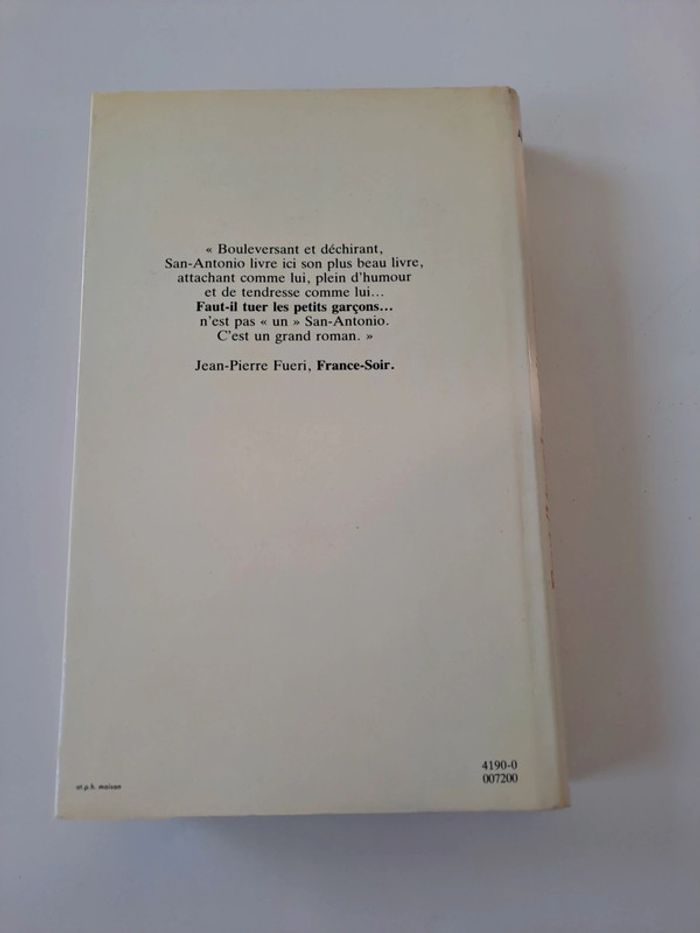 « Bouleversant et déchirant,
San-Antonio livre ici son plus beau livre,
attachant comme lui, plein d'humour
et de tendresse comme lui...
Faut-il tuer les petits garçons...
n'est pas « un » San-Antonio.
C'est un grand roman. »
Jean-Pierre Fueri, France-Soir.
4190-0
007200
at.p.h. maison